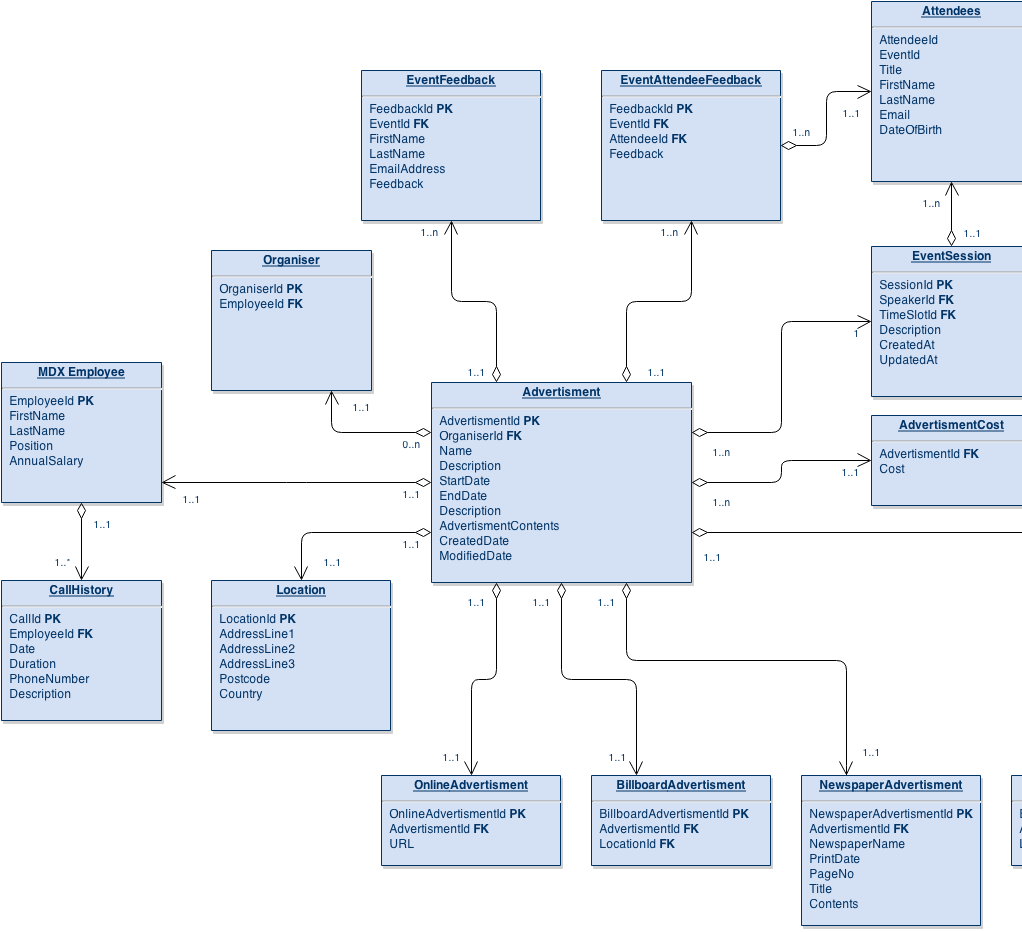 Attendees
AttendeeId
EventId
Title
FirstName
LastName
Email
DateOfBirth
EventFeedback
FeedbackId PK
EventId FK
FirstName
LastName
EmailAddress
Feedback
EventAttendeeFeedback
FeedbackId PK
EventId FK
AttendeeId FK
Feedback
1..n
1..1
1..n
1..n
1..n
1..1
Organiser
OrganiserId PK
EmployeeId FK
EventSession
SessionId PK
SpeakerId FK
TimeSlotId FK
Description
CreatedAt
UpdatedAt
1
MDX Employee
EmployeeId PK
FirstName
LastName
Position
AnnualSalary
1..1
1..1
1..1
0..n
1..1
1..1
Advertisment
AdvertismentId PK
OrganiserId FK
Name
Description
StartDate
EndDate
Description
AdvertismentContents
CreatedDate
ModifiedDate
1..n
1..1
1..n
1..1
AdvertismentCost
AdvertismentId FK
Cost
1..1
1..*
1..1
1..1
CallHistory
CallId PK
EmployeeId FK
Date
Duration
PhoneNumber
Description
Location
LocationId PK
AddressLine1
AddressLine2
AddressLine3
Postcode
Country
1..1
1..1
1..1
1..1
1..1
1..1
OnlineAdvertisment
OnlineAdvertismentId PK
AdvertismentId FK
URL
BillboardAdvertisment
BillboardAdvertismentId PK
AdvertismentId FK
LocationId FK
NewspaperAdvertisment
NewspaperAdvertismentId PK
AdvertismentId FK
NewspaperName
PrintDate
PageNo
Title
Contents